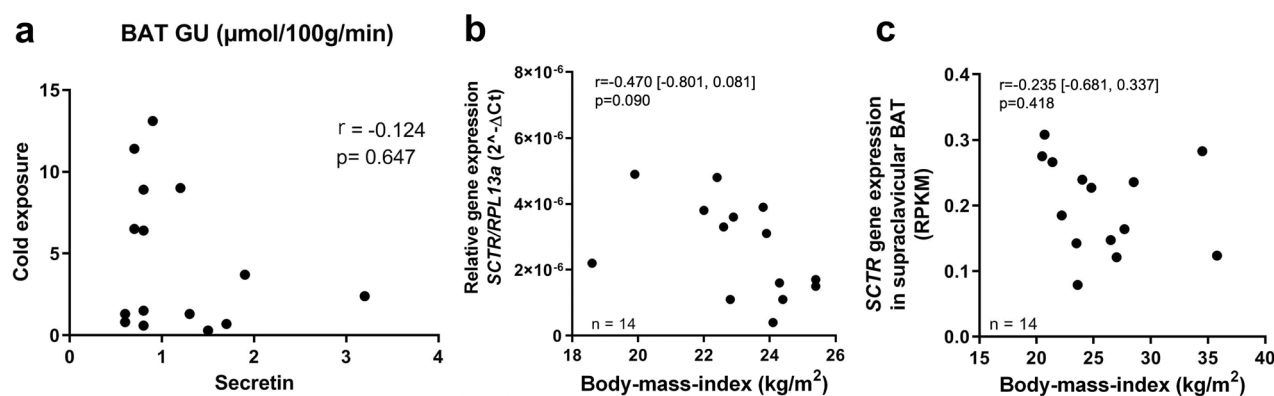 a
BAT GU (µmol/100g/min)
Cold exposure
15
10
5
0
r = -0.124
p= 0.647
0
1
2
3
4
Secretin
b
Relative gene expression
SCTR/RPL13a (2^-ΔCt)
8×10⁻⁶
6×10⁻⁶
4×10⁻⁶
2×10⁻⁶
0
r=-0.470 [-0.801, 0.081]
p=0.090
n = 14
18
20
22
24
26
Body-mass-index (kg/m²)
c
SCTR gene expression
in supraclavicular BAT
(RPKM)
0.4
0.3
0.2
0.1
0.0
r=-0.235 [-0.681, 0.337]
p=0.418
n = 14
15
20
25
30
35
40
Body-mass-index (kg/m²)